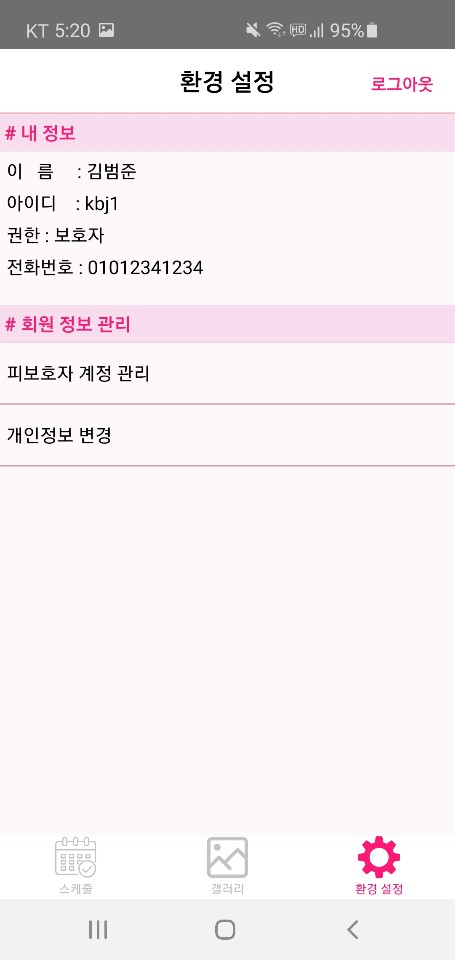 KT 5:20 HD 95%
환경 설정 로그아웃
# 내 정보
이 름 : 김범준
아이디 : kbj1
권한 : 보호자
전화번호 : 01012341234
# 회원 정보 관리
피보호자 계정 관리
개인정보 변경
스케줄 갤러리 환경 설정